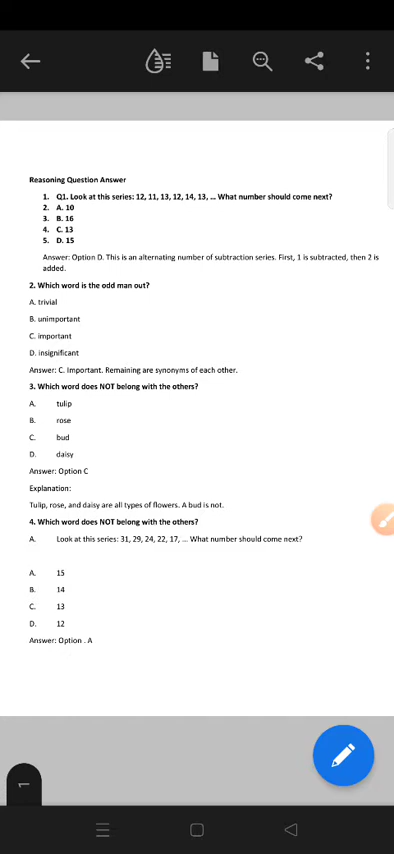 Reasoning Question Answer
1. Q1. Look at this series: 12, 11, 13, 12, 14, 13, … What number should come next?
2. A. 10
3. B. 16
4. C. 13
5. D. 15
Answer: Option D. This is an alternating number of subtraction series. First, 1 is subtracted, then 2 is
added.
2. Which word is the odd man out?
A. trivial
B. unimportant
C. important
D. insignificant
Answer: C. Important. Remaining are synonyms of each other.
3. Which word does NOT belong with the others?
A. tulip
B. rose
C. bud
D. daisy
Answer: Option C
Explanation:
Tulip, rose, and daisy are all types of flowers. A bud is not.
4. Which word does NOT belong with the others?
A. Look at this series: 31, 29, 24, 22, 17, … What number should come next?
A. 15
B. 14
C. 13
D. 12
Answer: Option . A
1